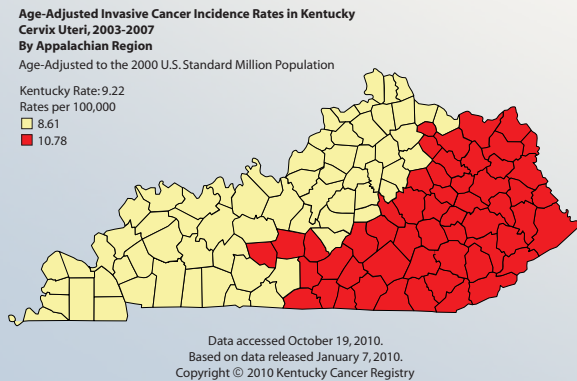 Age-Adjusted Invasive Cancer Incidence Rates in Kentucky
Cervix Uteri, 2003-2007
By Appalachian Region
Age-Adjusted to the 2000 U.S. Standard Million Population
Kentucky Rate: 9.22
Rates per 100,000
8.61
10.78
Data accessed October 19, 2010.
Based on data released January 7, 2010.
Copyright © 2010 Kentucky Cancer Registry